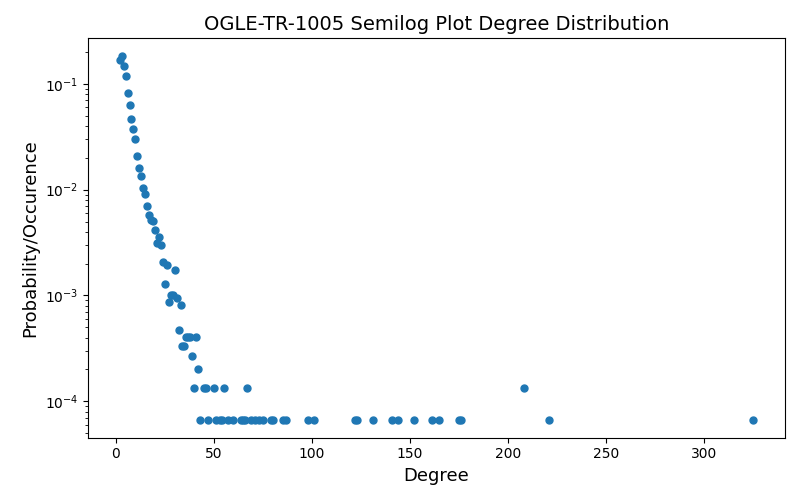 OGLE-TR-1005 Semilog Plot Degree Distribution
Probability/Occurence
10⁻¹
10⁻²
10⁻³
10⁻⁴
0 50 100 150 200 250 300
Degree